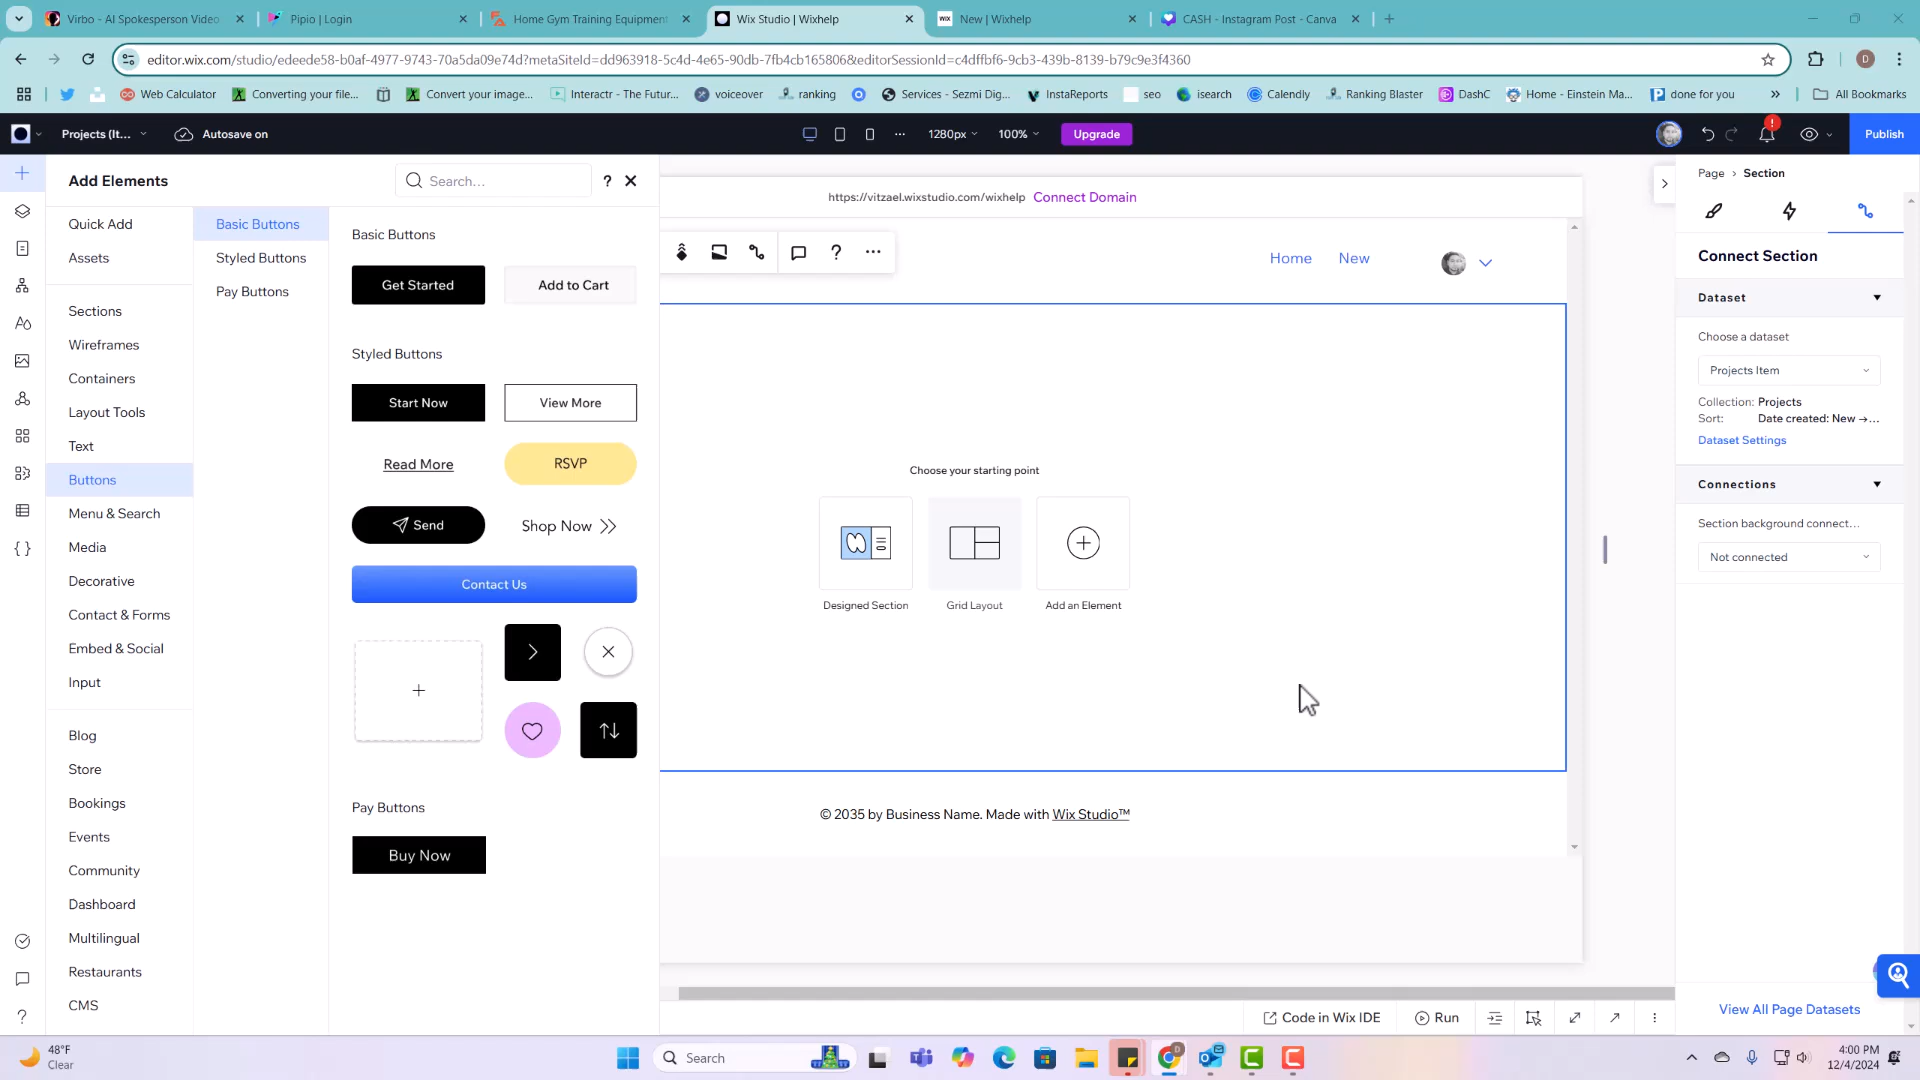 Virbo - AI Spokesperson Video
Pipio | Login
Home Gym Training Equipment
Wix Studio | Wixhelp
WIX New | Wixhelp
CASH - Instagram Post - Canva
editor.wix.com/studio/edeede58-b0af-4977-9743-70a5da09e74d?metaSiteId=dd963918-5c4d-4e65-90db-7fb4cb165806&editorSessionId=c4dffbf6-9cb3-439b-8139-b79c9e3f4360
D
Web Calculator
Converting your file...
Convert your image...
Interactr - The Futur...
voiceover
ranking
Services - Sezmi Dig...
InstaReports
seo
isearch
Calendly
Ranking Blaster
DashC
Home - Einstein Ma...
done for you
All Bookmarks
Projects (It...
Autosave on
1280px
100%
Upgrade
Publish
Add Elements
Search...
?
Quick Add
Assets
Sections
Wireframes
Containers
Layout Tools
Text
Buttons
Menu & Search
Media
Decorative
Contact & Forms
Embed & Social
Input
Blog
Store
Bookings
Events
Community
Dashboard
Multilingual
Restaurants
CMS
Basic Buttons
Styled Buttons
Pay Buttons
Basic Buttons
Get Started
Add to Cart
Styled Buttons
Start Now
View More
Read More
RSVP
Send
Shop Now
Contact Us
Pay Buttons
Buy Now
https://vitzael.wixstudio.com/wixhelp Connect Domain
?
Home
New
Choose your starting point
Designed Section
Grid Layout
Add an Element
© 2035 by Business Name. Made with Wix Studio™
Page > Section
Connect Section
Dataset
Choose a dataset
Projects Item
Collection: Projects
Sort: Date created: New →...
Dataset Settings
Connections
Section background connect...
Not connected
View All Page Datasets
Code in Wix IDE
Run
48°F
Clear
Search
4:00 PM
12/4/2024